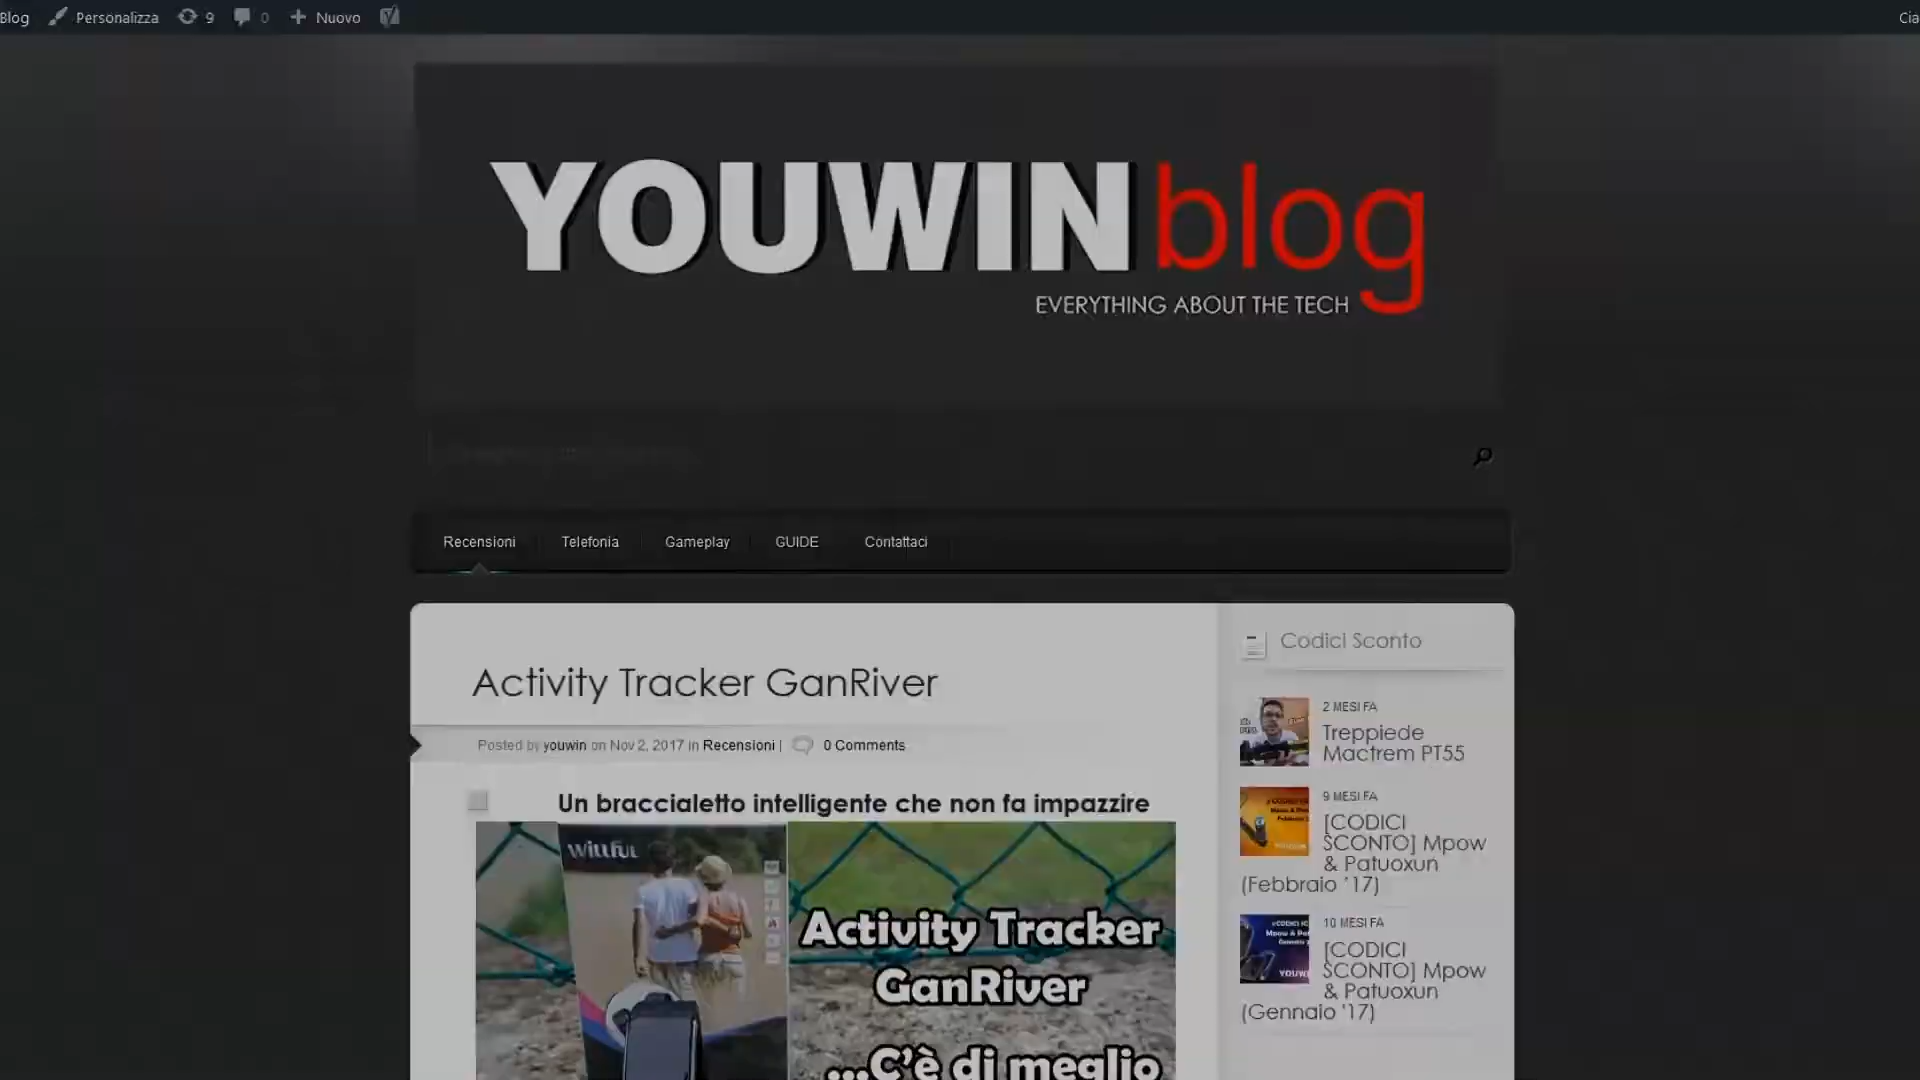 Blog Personalizza 9 0 Nuovo Cia
YOUWINblog
EVERYTHING ABOUT THE TECH
Recensioni Telefonia Gameplay GUIDE Contattaci
Activity Tracker GanRiver
Posted by youwin on Nov 2, 2017 in Recensioni | 0 Comments
Un braccialetto intelligente che non fa impazzire
willful
Activity Tracker
GanRiver
...C'è di meglio
Codici Sconto
2 MESI FA
Treppiede
Mactrem PT55
9 MESI FA
[CODICI
SCONTO] Mpow
& Patuoxun
(Febbraio '17)
10 MESI FA
[CODICI
SCONTO] Mpow
& Patuoxun
(Gennaio '17)